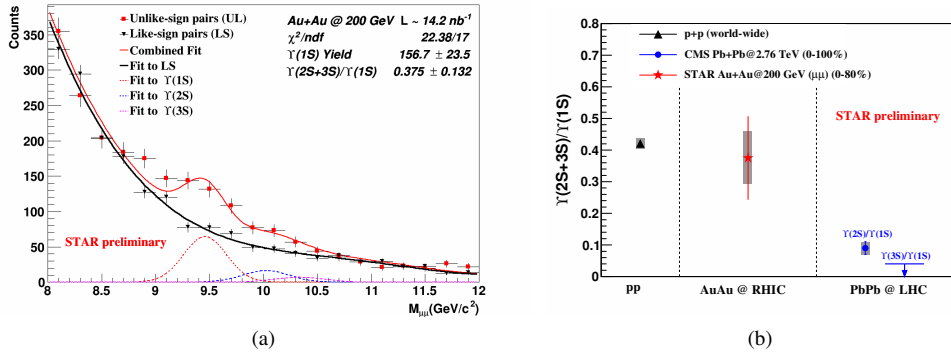 Unlike-sign pairs (UL)
Like-sign pairs (LS)
Combined Fit
Fit to LS
Fit to ϒ(1S)
Fit to ϒ(2S)
Fit to ϒ(3S)
Au+Au @ 200 GeV L ~ 14.2 nb⁻¹
χ²/ndf 22.38/17
ϒ(1S) Yield 156.7 ± 23.5
ϒ(2S+3S)/ϒ(1S) 0.375 ± 0.132
STAR preliminary
Counts
400
350
300
250
200
150
100
50
0
8 8.5 9 9.5 10 10.5 11 11.5 12
M_μμ(GeV/c²)
(a)
p+p (world-wide)
CMS Pb+Pb@2.76 TeV (0-100%)
STAR Au+Au@200 GeV (μμ) (0-80%)
STAR preliminary
ϒ(2S+3S)/ϒ(1S)
0.8
0.7
0.6
0.5
0.4
0.3
0.2
0.1
0.0
ϒ(2S)/ϒ(1S)
ϒ(3S)/ϒ(1S)
pp AuAu @ RHIC PbPb @ LHC
(b)